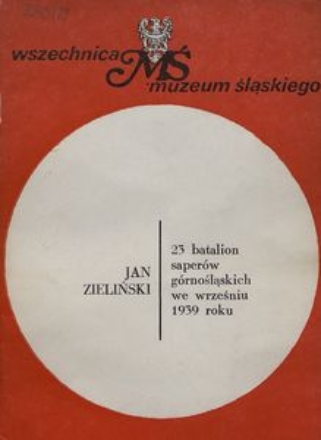 wszechnica
MŚ
muzeum śląskiego
JAN
ZIELIŃSKI
23 batalion
saperów
górnośląskich
we wrześniu
1939 roku